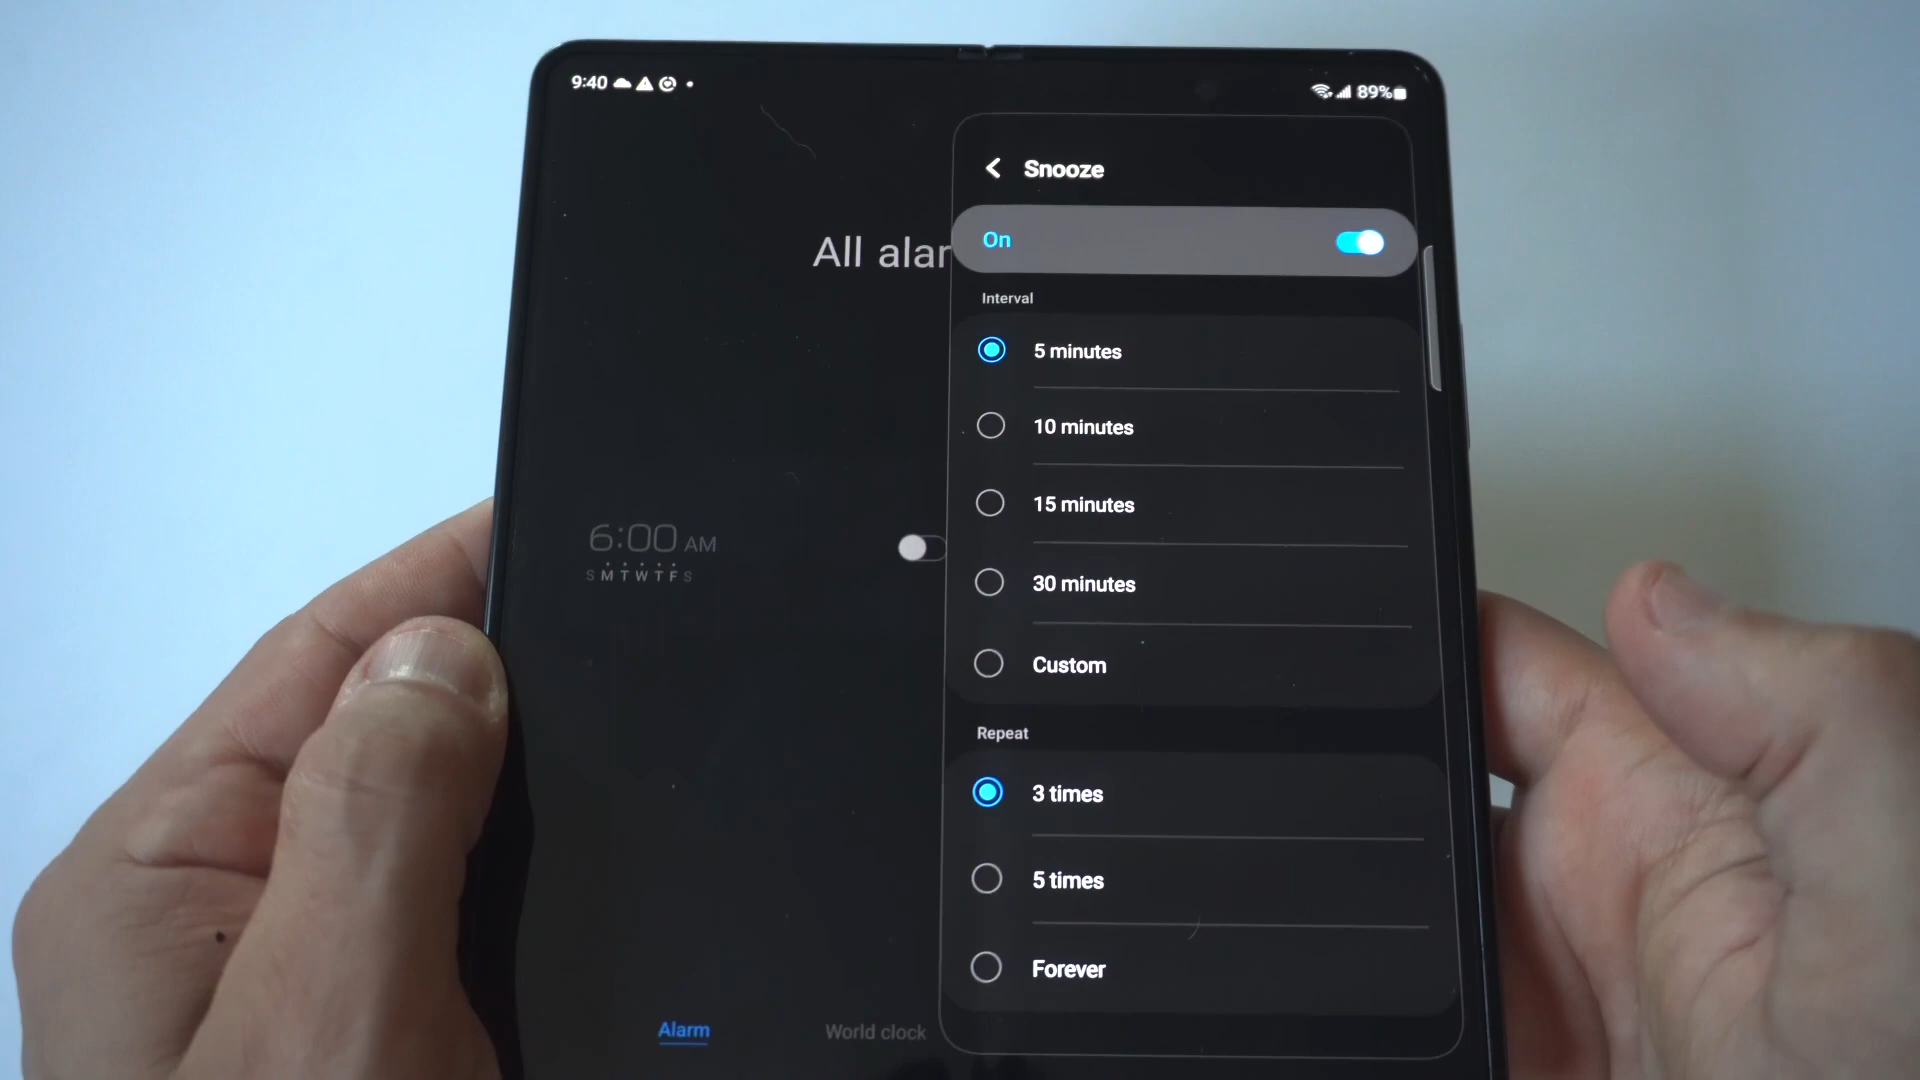 9:40
89%
All alar
6:00 AM
S M T W T F S
Alarm
World clock
Snooze
On
Interval
5 minutes
10 minutes
15 minutes
30 minutes
Custom
Repeat
3 times
5 times
Forever